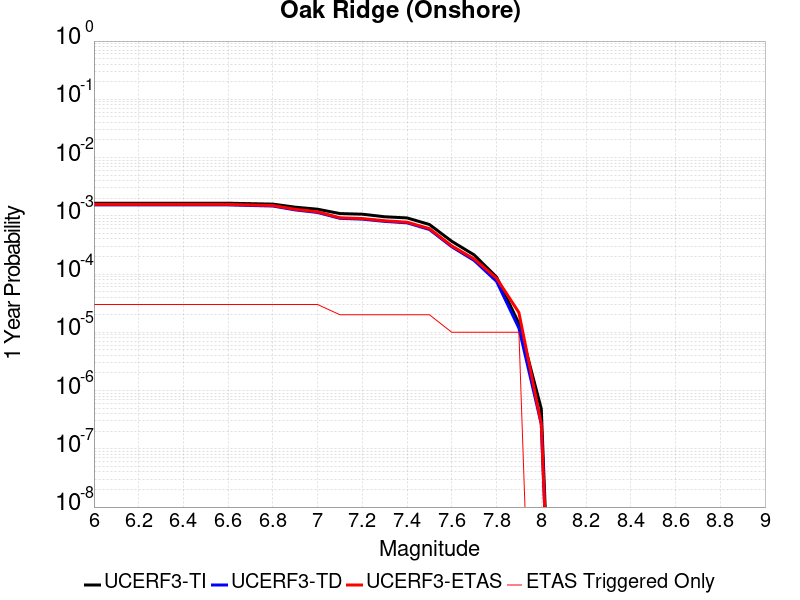 Oak Ridge (Onshore)
10^0
10^-1
10^-2
10^-3
10^-4
10^-5
10^-6
10^-7
10^-8
1 Year Probability
6 6.2 6.4 6.6 6.8 7 7.2 7.4 7.6 7.8 8 8.2 8.4 8.6 8.8 9
Magnitude
UCERF3-TI UCERF3-TD UCERF3-ETAS ETAS Triggered Only